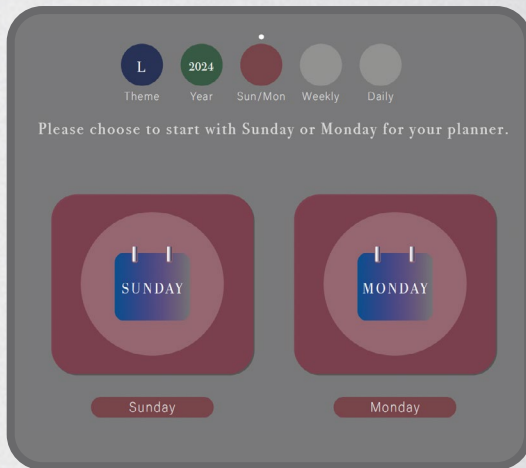 L 2024
Theme Year Sun/Mon Weekly Daily
Please choose to start with Sunday or Monday for your planner.
SUNDAY MONDAY
Sunday Monday